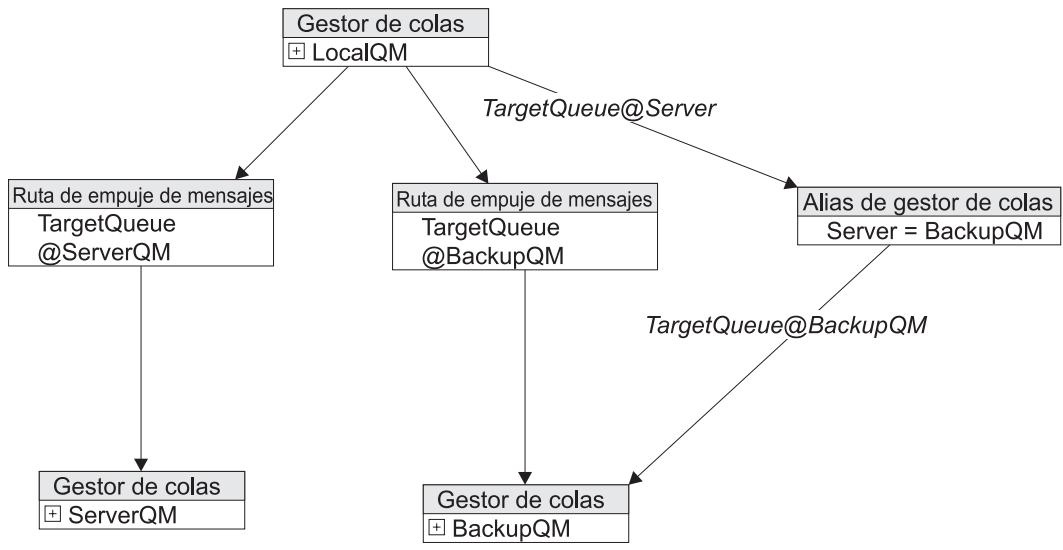 Gestor de colas
LocalQM
TargetQueue@Server
Ruta de empuje de mensajes
TargetQueue
@ServerQM
Ruta de empuje de mensajes
TargetQueue
@BackupQM
Alias de gestor de colas
Server = BackupQM
TargetQueue@BackupQM
Gestor de colas
ServerQM
Gestor de colas
BackupQM